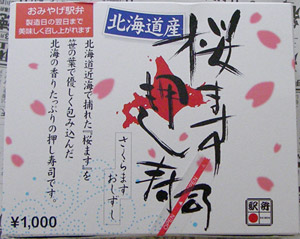 おみやげ駅弁
製造日の翌日まで
美味しく召し上がれます
北海道産
桜ます
押し寿司
さくらます
おしずし
北海道近海で捕れた『桜ます』を
笹の葉で優しく包み込んだ
北海の香りたっぷりの押し寿司です。
¥1,000
駅弁